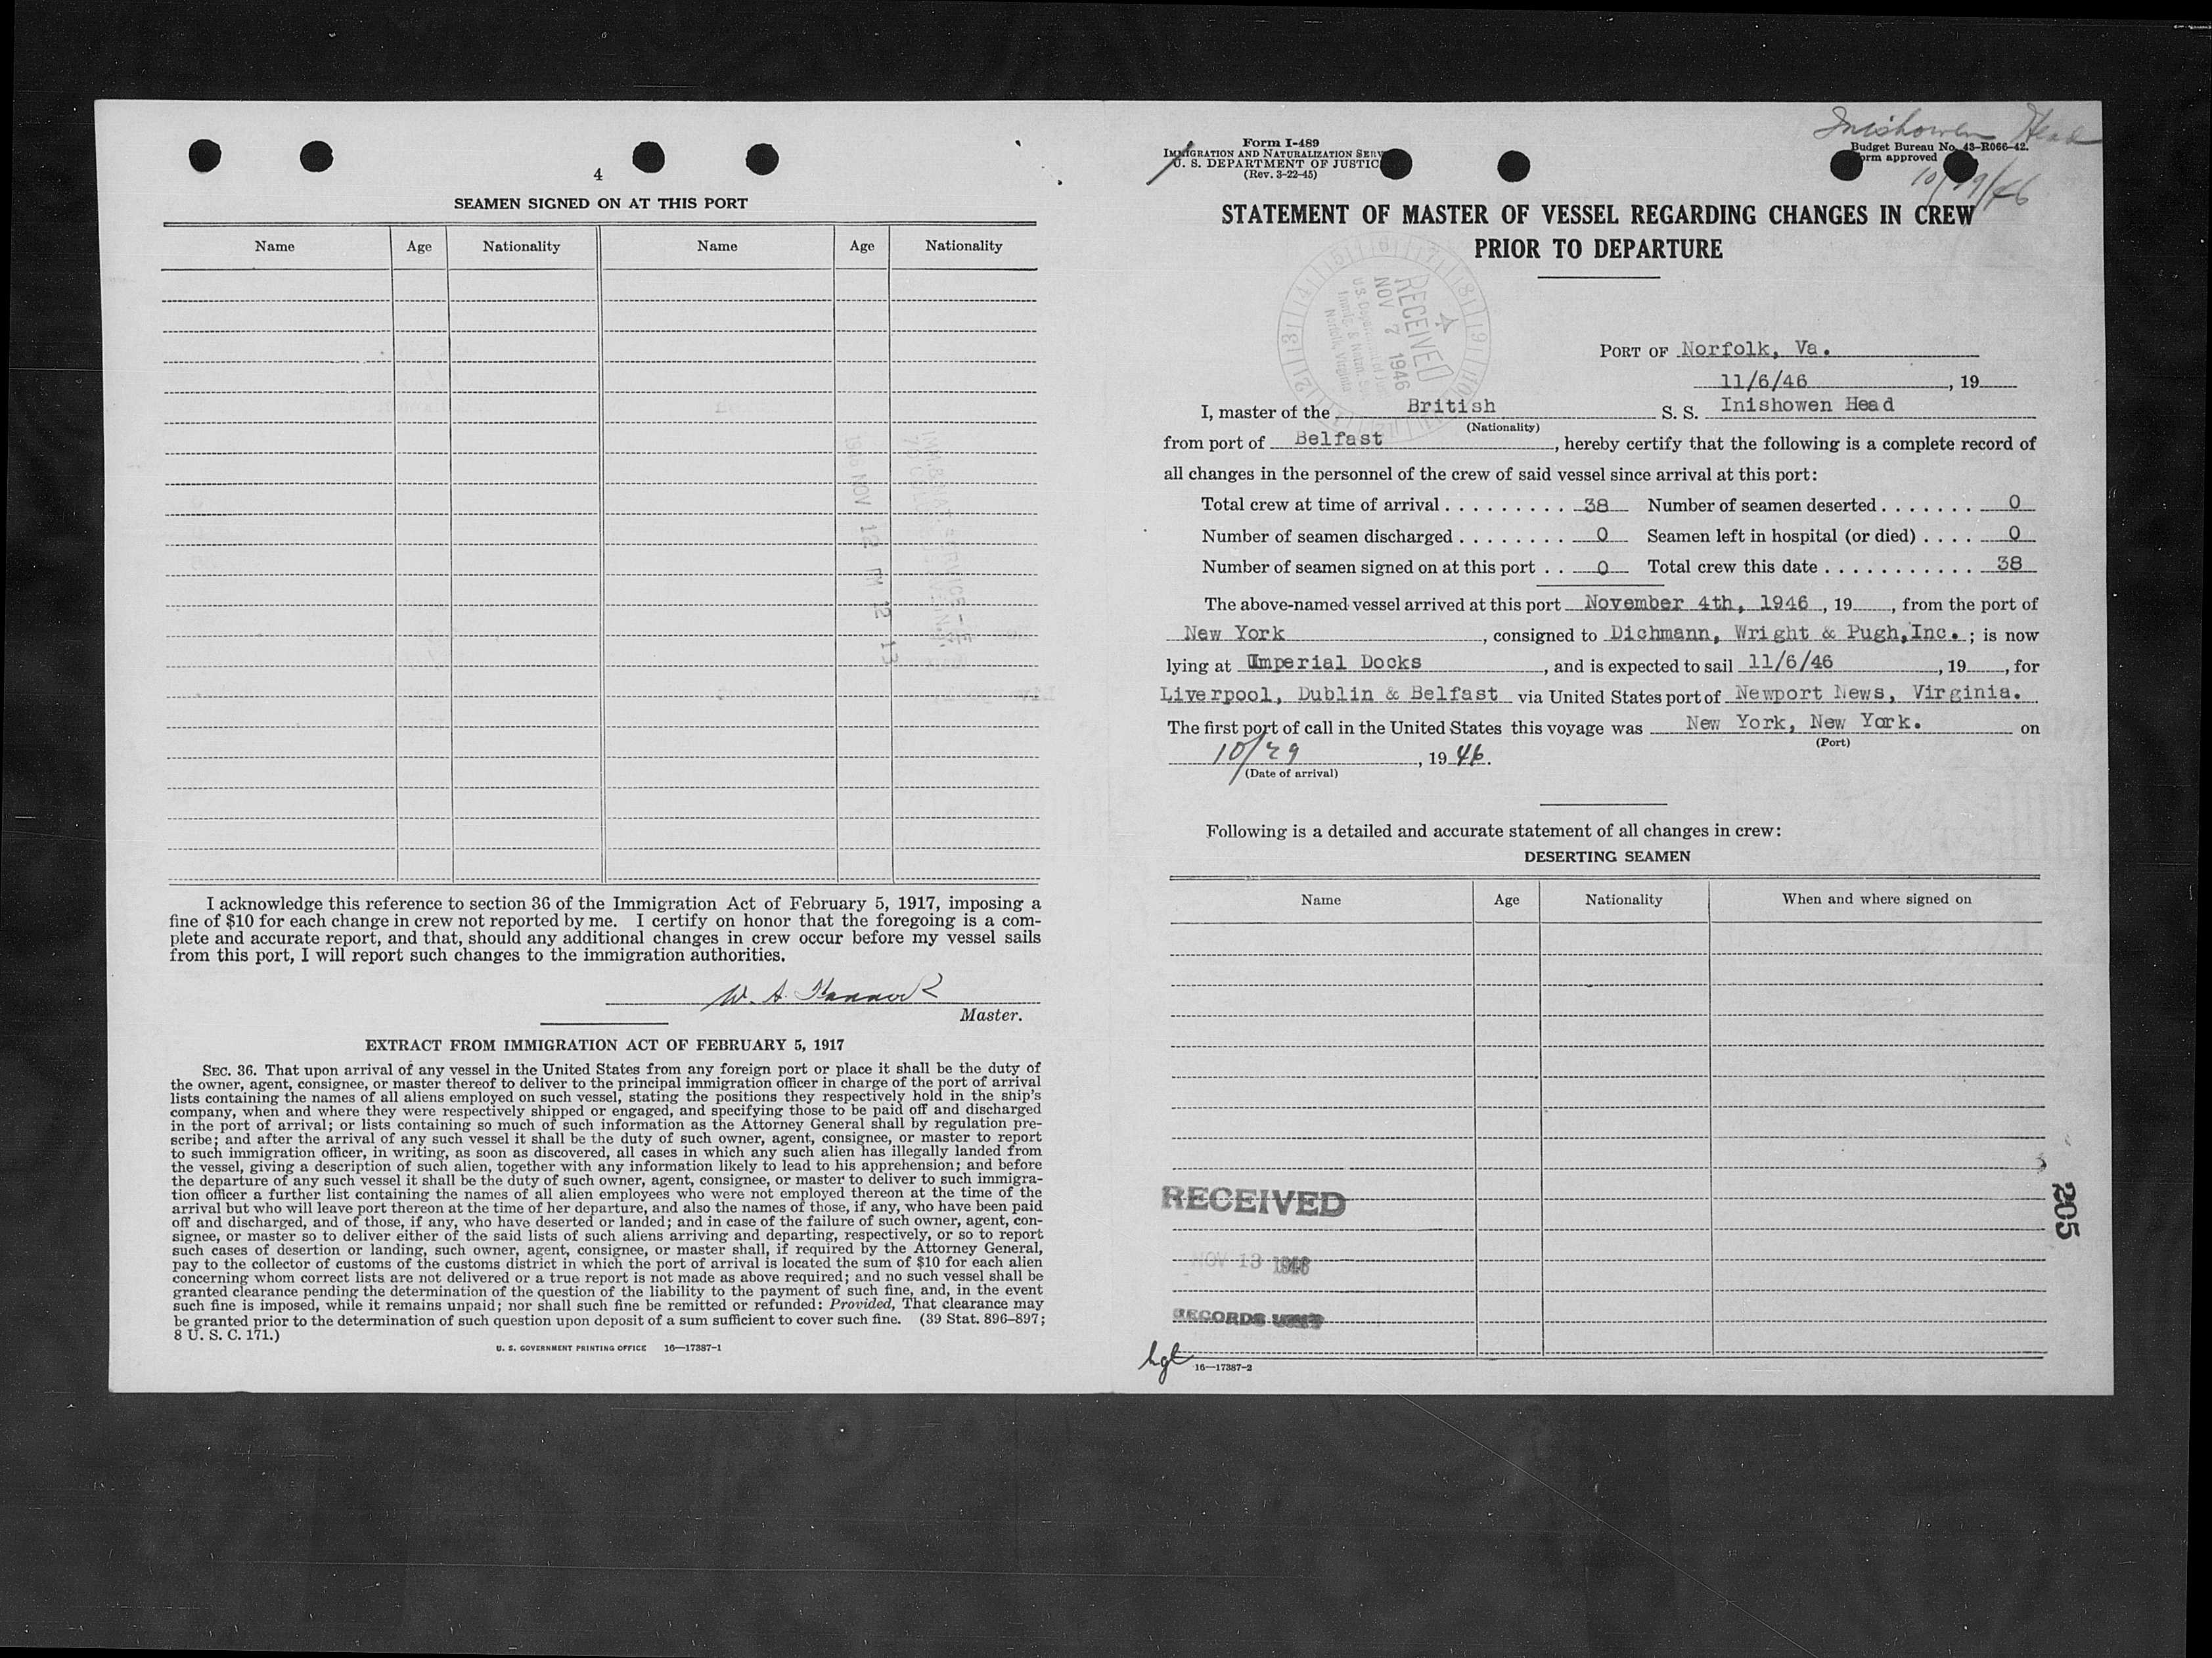 4
SEAMEN SIGNED ON AT THIS PORT
Name Age Nationality Name Age Nationality
NOV 12 PM 12 13
I acknowledge this reference to section 36 of the Immigration Act of February 5, 1917, imposing a
fine of $10 for each change in crew not reported by me. I certify on honor that the foregoing is a com-
plete and accurate report, and that, should any additional changes in crew occur before my vessel sails
from this port, I will report such changes to the immigration authorities.
W. A.
Master.
EXTRACT FROM IMMIGRATION ACT OF FEBRUARY 5, 1917
SEC. 36. That upon arrival of any vessel in the United States from any foreign port or place it shall be the duty of
the owner, agent, consignee, or master thereof to deliver to the principal immigration officer in charge of the port of arrival
lists containing the names of all aliens employed on such vessel, stating the positions they respectively hold in the ship's
company, when and where they were respectively shipped or engaged, and specifying those to be paid off and discharged
in the port of arrival; or lists containing so much of such information as the Attorney General shall by regulation pre-
scribe; and after the arrival of any such vessel it shall be the duty of such owner, agent, consignee, or master to report
to such immigration officer, in writing, as soon as discovered, all cases in which any such alien has illegally landed from
the vessel, giving a description of such alien, together with any information likely to lead to his apprehension; and before
the departure of any such vessel it shall be the duty of such owner, agent, consignee, or master to deliver to such immigra-
tion officer a further list containing the names of all alien employees who were not employed thereon at the time of the
arrival but who will leave port thereon at the time of her departure, and also the names of those, if any, who have been paid
off and discharged, and of those, if any, who have deserted or landed; and in case of the failure of such owner, agent, con-
signee, or master so to deliver either of the said lists of such aliens arriving and departing, respectively, or so to report
such cases of desertion or landing, such owner, agent, consignee, or master shall, if required by the Attorney General,
pay to the collector of customs of the customs district in which the port of arrival is located the sum of $10 for each alien
concerning whom correct lists are not delivered or a true report is not made as above required; and no such vessel shall be
granted clearance pending the determination of the question of the liability to the payment of such fine, and, in the event
such fine is imposed, while it remains unpaid; nor shall such fine be remitted or refunded: Provided, That clearance may
be granted prior to the determination of such question upon deposit of a sum sufficient to cover such fine. (39 Stat. 896–897;
8 U. S. C. 171.)
U. S. GOVERNMENT PRINTING OFFICE 16—17387-1
Inishowen Head
10/29/46
Form I-489
IMMIGRATION AND NATURALIZATION SERV
U. S. DEPARTMENT OF JUSTIC
(Rev. 3-22-45)
Budget Bureau No. 43-R066-42.
orm approved
STATEMENT OF MASTER OF VESSEL REGARDING CHANGES IN CREW
PRIOR TO DEPARTURE
RECEIVED
NOV 7 1946
Norfolk, Virginia
PORT OF Norfolk, Va.
11/6/46, 19
I, master of the British S. S. Inishowen Head
(Nationality)
from port of Belfast, hereby certify that the following is a complete record of
all changes in the personnel of the crew of said vessel since arrival at this port:
Total crew at time of arrival . . . . . . . . . 38 Number of seamen deserted . . . . . . . 0
Number of seamen discharged . . . . . . . . 0 Seamen left in hospital (or died) . . . . 0
Number of seamen signed on at this port . . 0 Total crew this date . . . . . . . . . . . 38
The above-named vessel arrived at this port November 4th, 1946, 19, from the port of
New York, consigned to Dichmann, Wright & Pugh,Inc.; is now
lying at Imperial Docks, and is expected to sail 11/6/46, 19, for
Liverpool, Dublin & Belfast via United States port of Newport News, Virginia.
The first port of call in the United States this voyage was New York, New York. on
(Port)
10/29, 1946.
(Date of arrival)
Following is a detailed and accurate statement of all changes in crew:
DESERTING SEAMEN
Name Age Nationality When and where signed on
RECEIVED
NOV 13 1946
RECORDS UNIT
205
16—17387-2